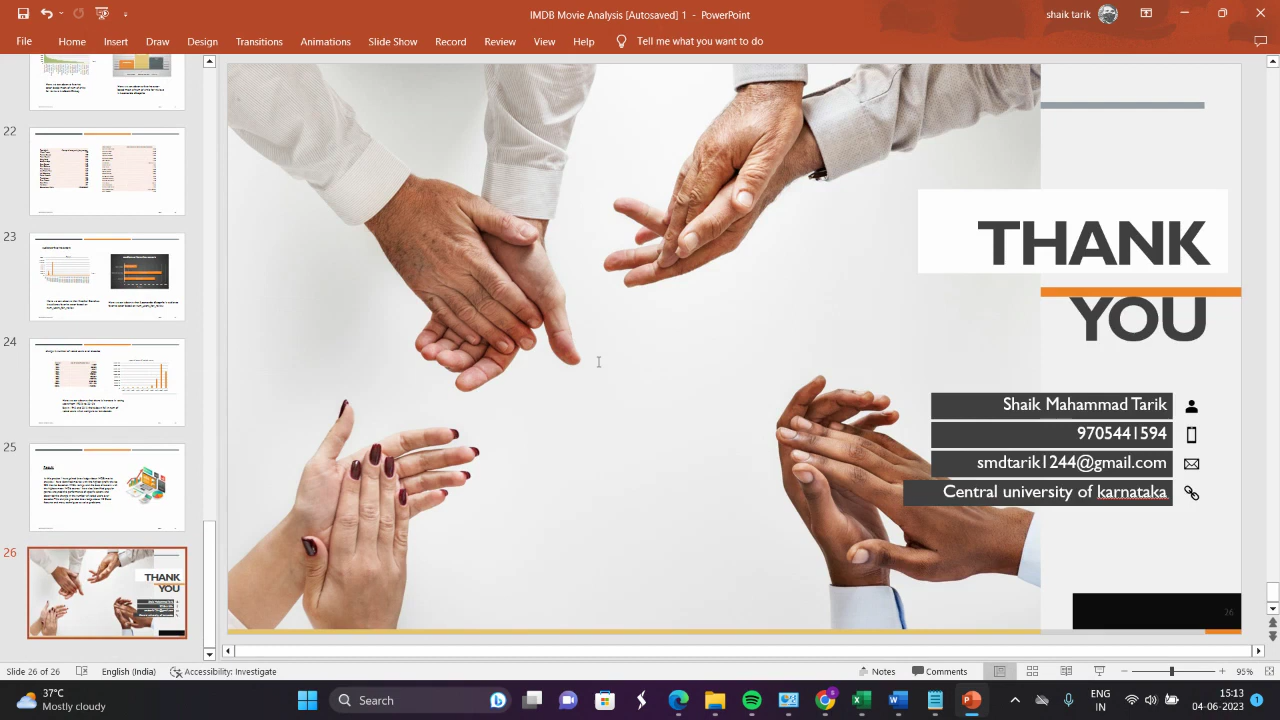 IMDB Movie Analysis [Autosaved] 1 - PowerPoint
shaik tarik
File Home Insert Draw Design Transitions Animations Slide Show Record Review View Help Tell me what you want to do
22
23
24
25
26
THANK
YOU
Shaik Mahammad Tarik
9705441594
smdtarik1244@gmail.com
Central university of karnataka
26
THANK
YOU
Slide 26 of 26
English (India)
Accessibility: Investigate
Notes
Comments
95%
37°C
Mostly cloudy
Search
ENG
IN
15:13
04-06-2023